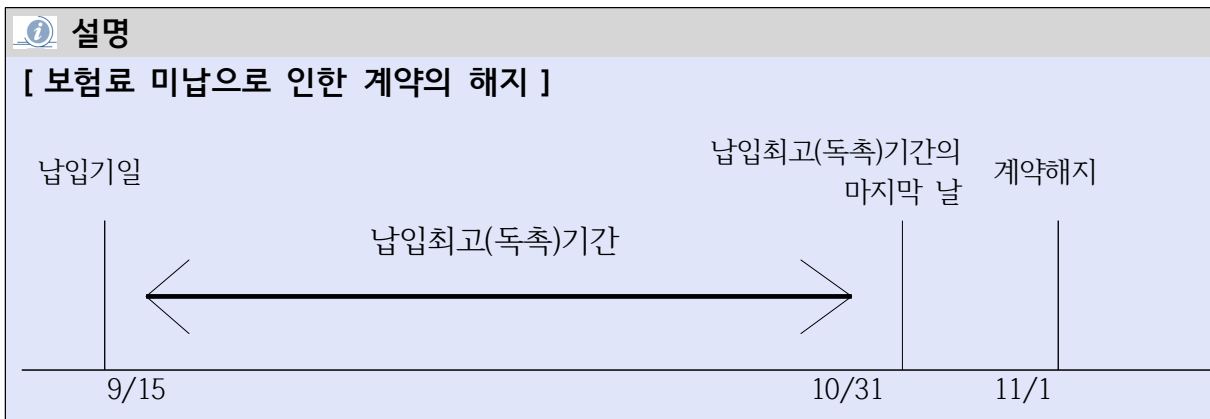 설명
[ 보험료 미납으로 인한 계약의 해지 ]
납입기일
납입최고(독촉)기간의
마지막 날
계약해지
납입최고(독촉)기간
9/15
10/31
11/1